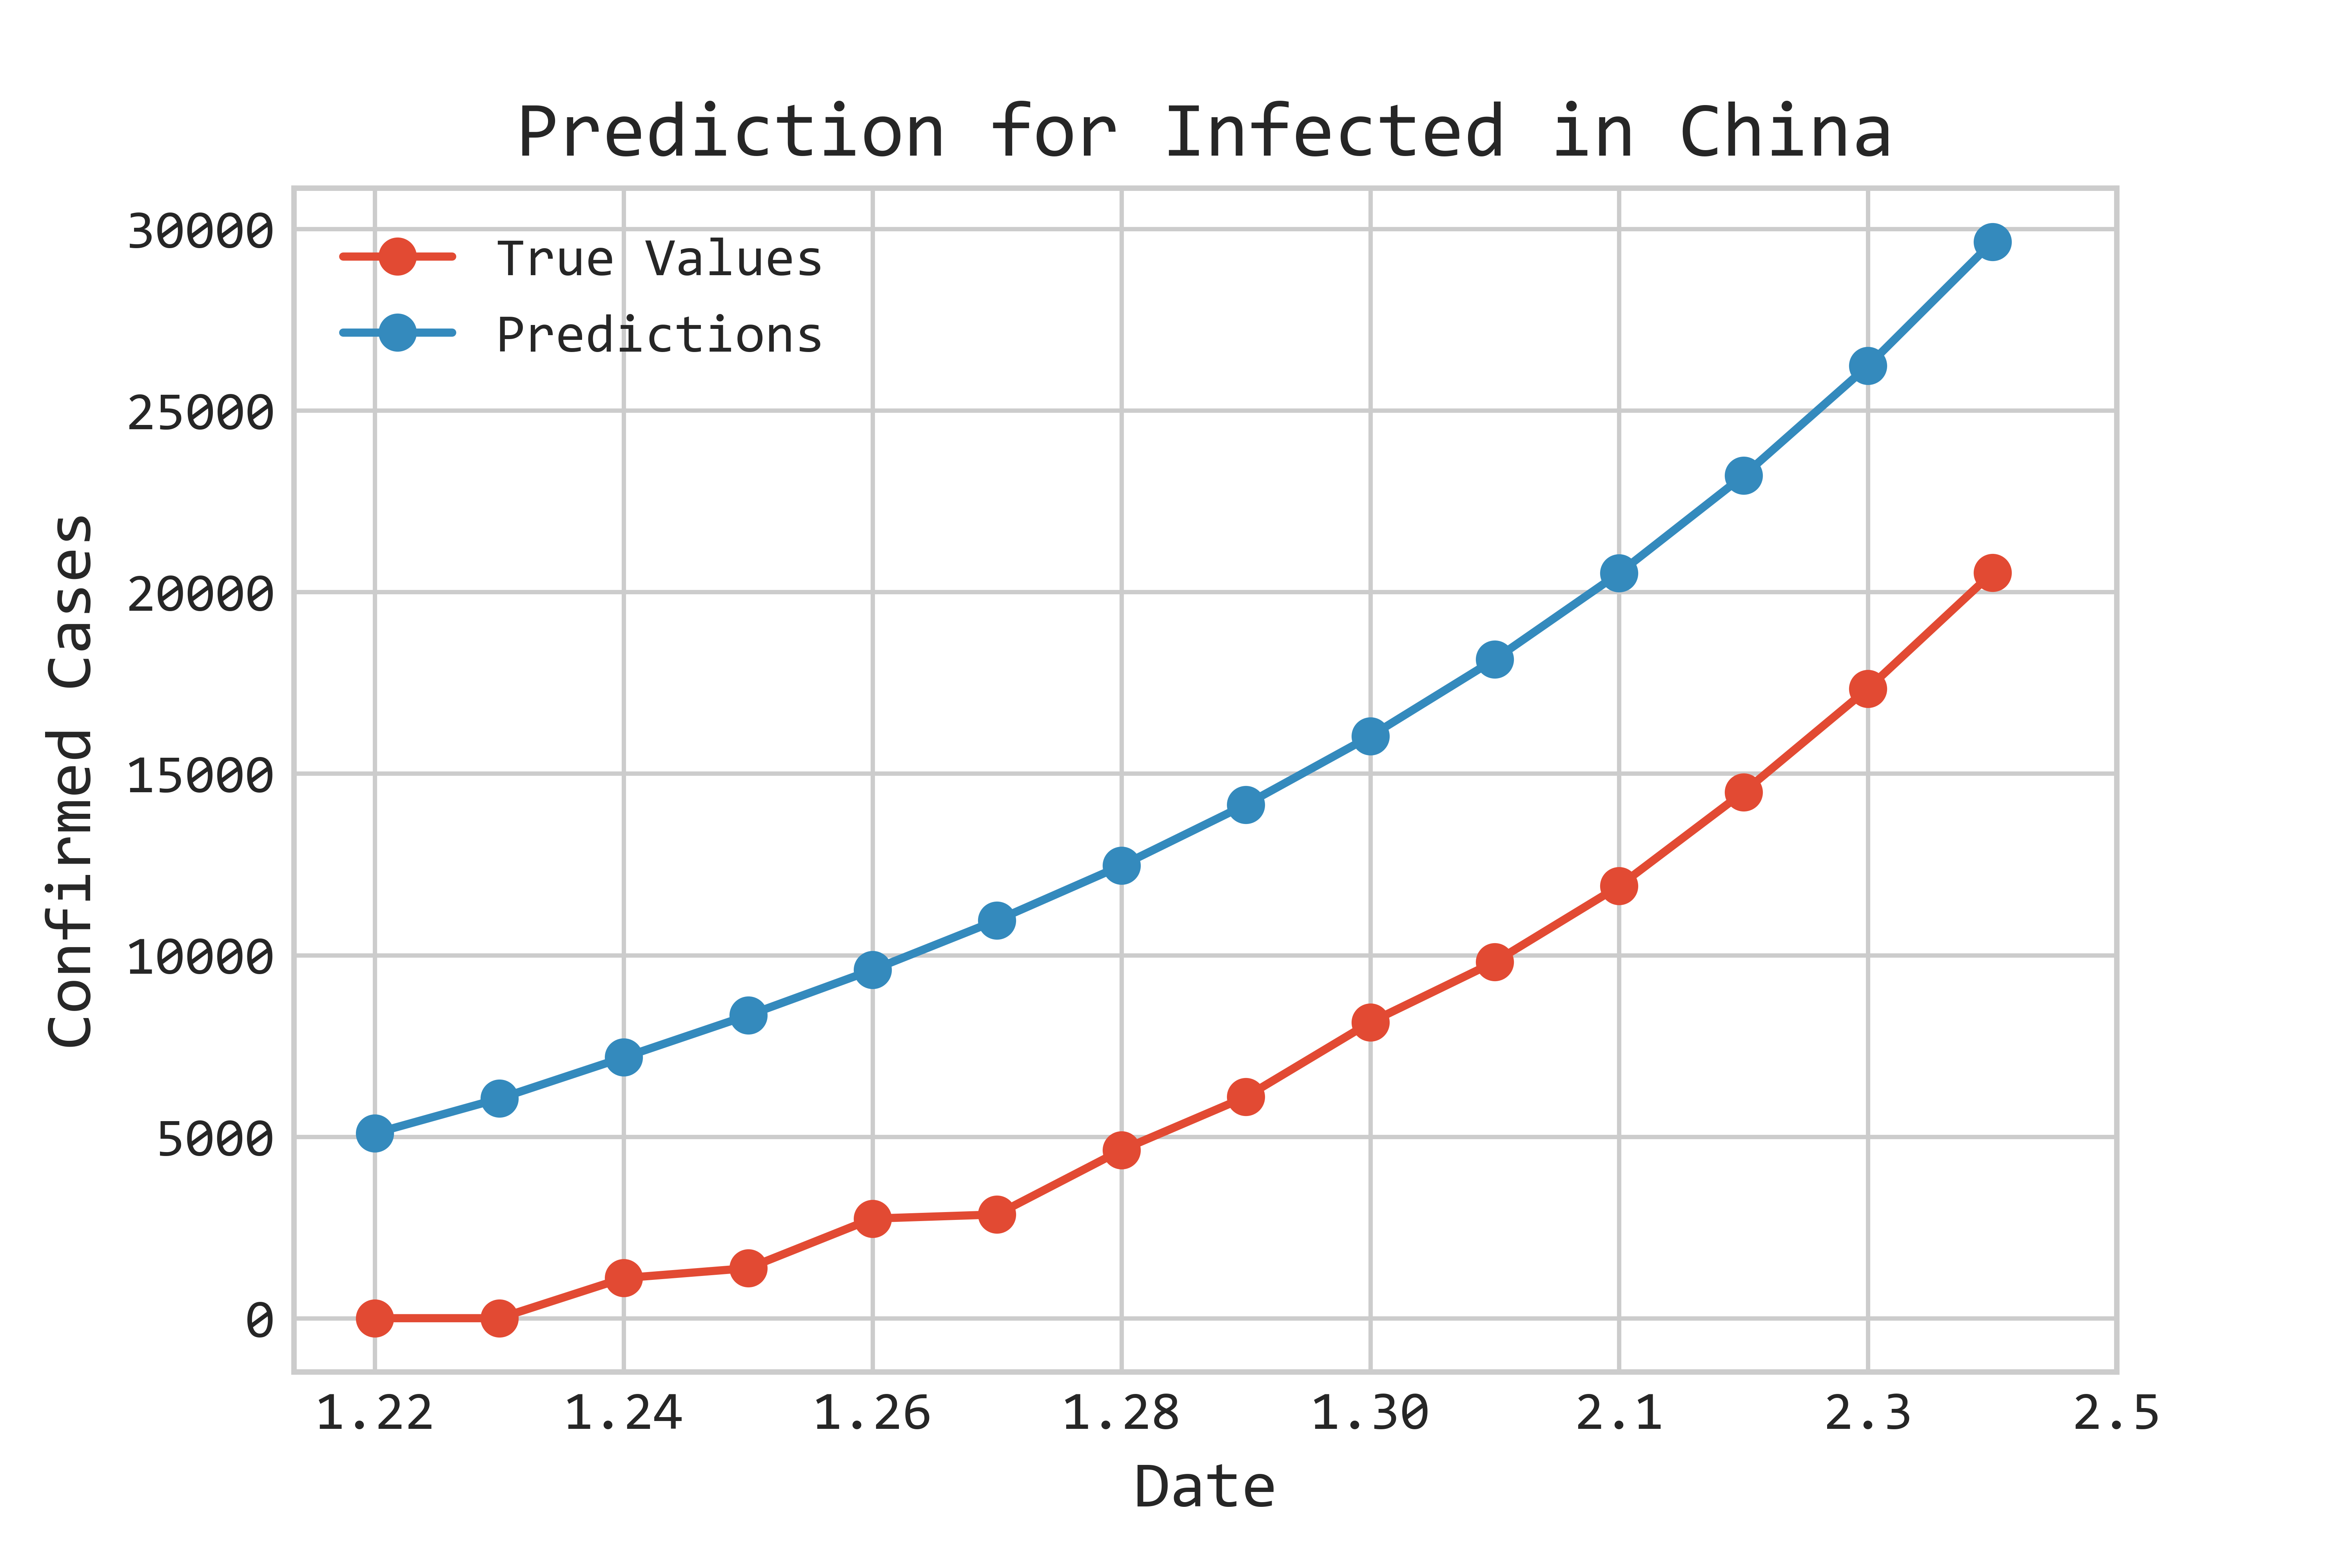 Prediction for Infected in China
True Values
Predictions
30000
25000
20000
15000
10000
5000
0
Confirmed Cases
1.22 1.24 1.26 1.28 1.30 2.1 2.3 2.5
Date